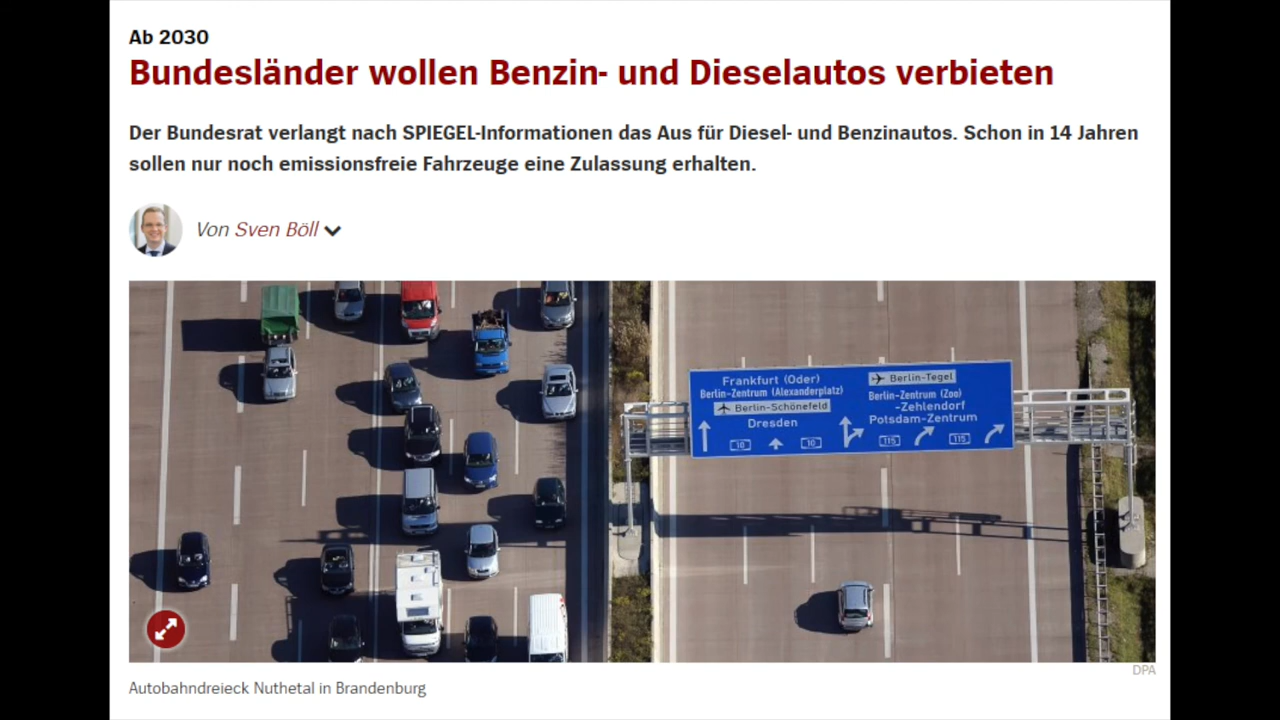 Ab 2030
Bundesländer wollen Benzin- und Dieselautos verbieten
Der Bundesrat verlangt nach SPIEGEL-Informationen das Aus für Diesel- und Benzinautos. Schon in 14 Jahren
sollen nur noch emissionsfreie Fahrzeuge eine Zulassung erhalten.
Von Sven Böll
Frankfurt (Oder)
Berlin-Zentrum (Alexanderplatz)
Berlin-Schönefeld
Dresden
10
10
Berlin-Tegel
Berlin-Zentrum (Zoo)
-Zehlendorf
Potsdam-Zentrum
115
115
DPA
Autobahndreieck Nuthetal in Brandenburg